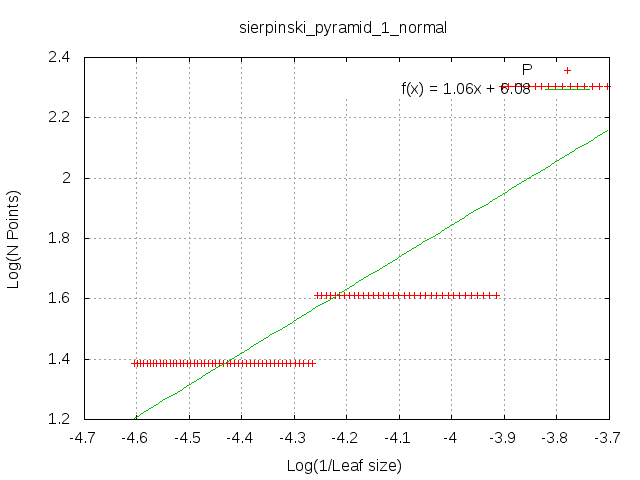 sierpinski_pyramid_1_normal
2.4
P
f(x) = 1.06x + 6.08
2.2
2
1.8
1.6
1.4
1.2
Log(N Points)
-4.7 -4.6 -4.5 -4.4 -4.3 -4.2 -4.1 -4 -3.9 -3.8 -3.7
Log(1/Leaf size)